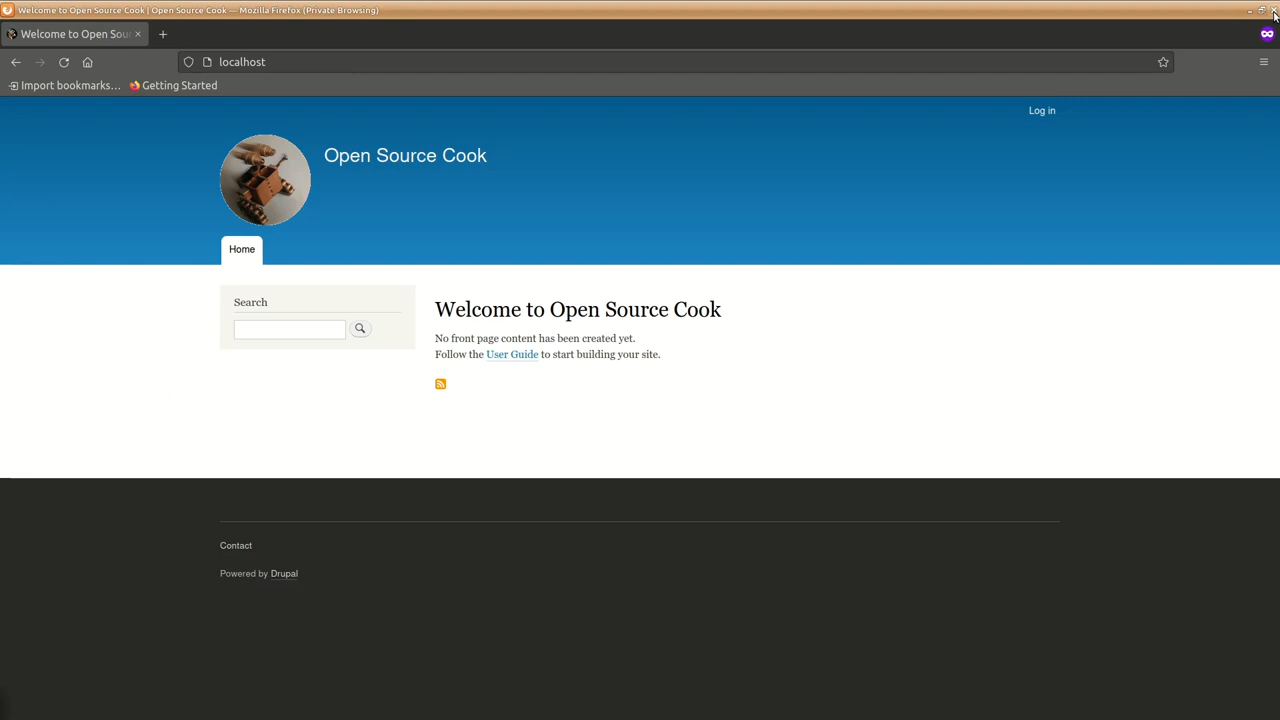 Welcome to Open Source Cook | Open Source Cook — Mozilla Firefox (Private Browsing)
Welcome to Open Sour
localhost
Import bookmarks...
Getting Started
Log in
Open Source Cook
Home
Search
Welcome to Open Source Cook
No front page content has been created yet.
Follow the User Guide to start building your site.
Contact
Powered by Drupal